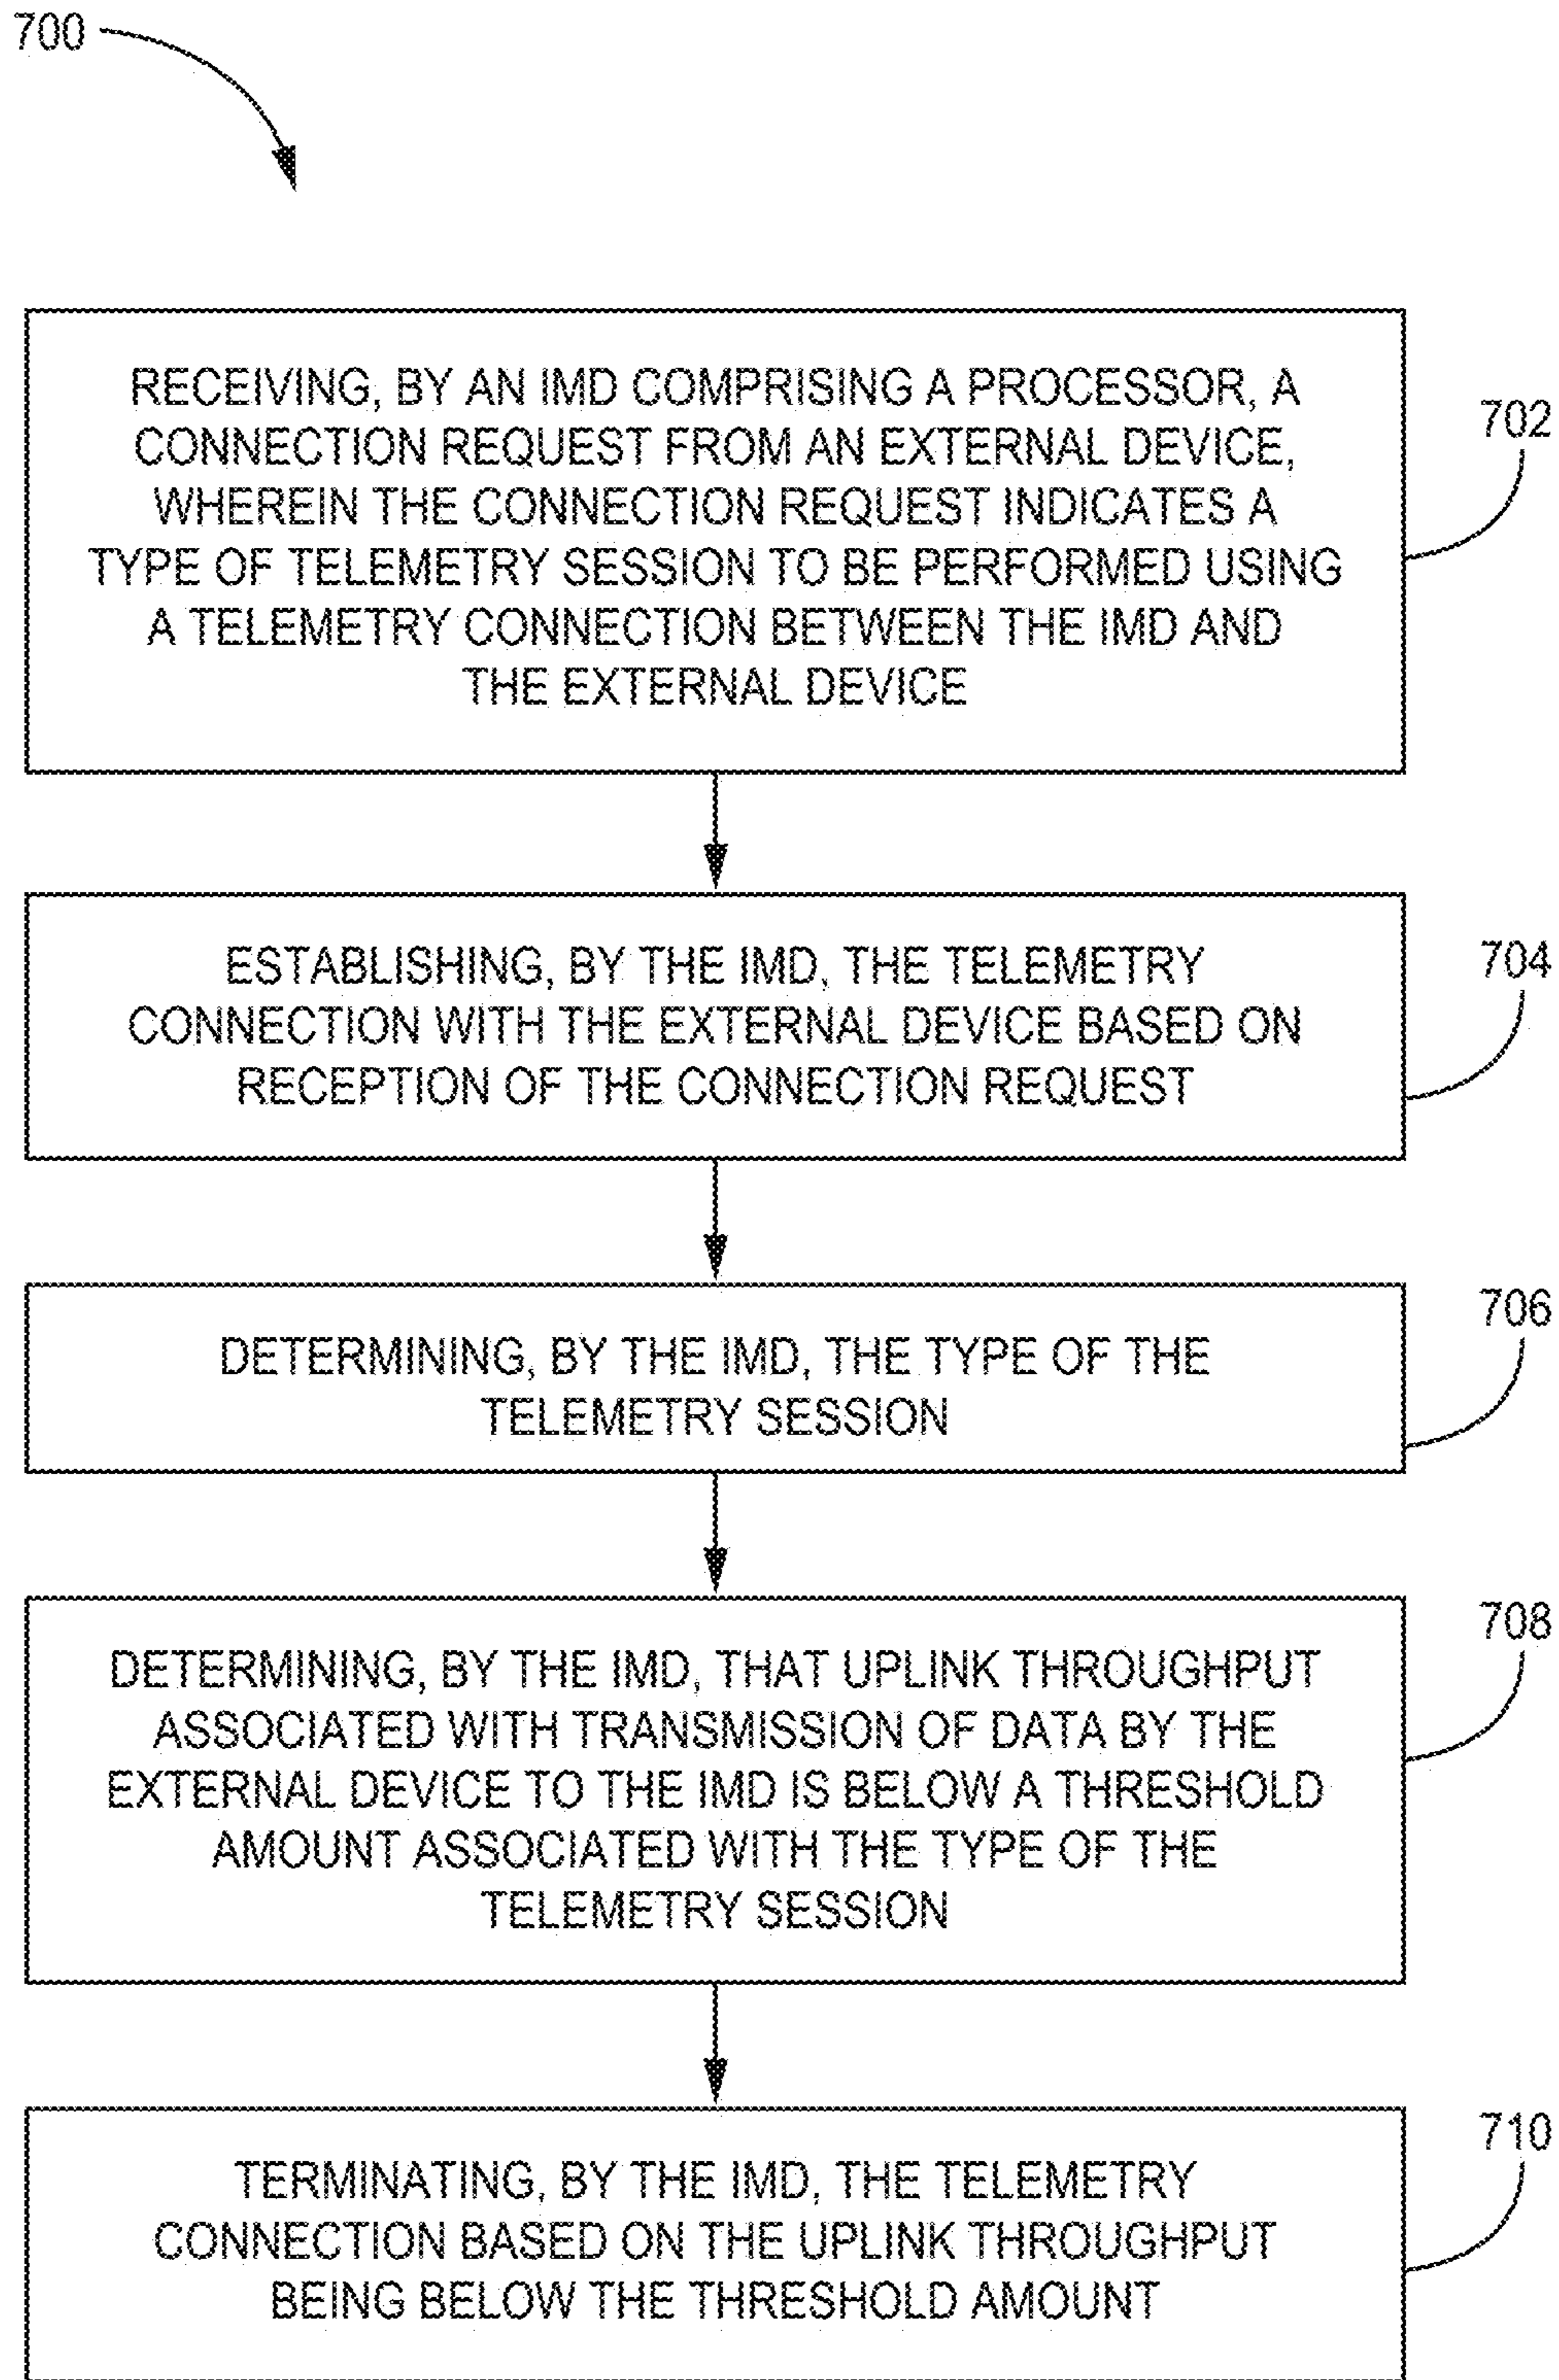 700
RECEIVING, BY AN IMD COMPRISING A PROCESSOR, A
CONNECTION REQUEST FROM AN EXTERNAL DEVICE,
WHEREIN THE CONNECTION REQUEST INDICATES A
TYPE OF TELEMETRY SESSION TO BE PERFORMED USING
A TELEMETRY CONNECTION BETWEEN THE IMD AND
THE EXTERNAL DEVICE
702
ESTABLISHING, BY THE IMD, THE TELEMETRY
CONNECTION WITH THE EXTERNAL DEVICE BASED ON
RECEPTION OF THE CONNECTION REQUEST
704
DETERMINING, BY THE IMD, THE TYPE OF THE
TELEMETRY SESSION
706
DETERMINING, BY THE IMD, THAT UPLINK THROUGHPUT
ASSOCIATED WITH TRANSMISSION OF DATA BY THE
EXTERNAL DEVICE TO THE IMD IS BELOW A THRESHOLD
AMOUNT ASSOCIATED WITH THE TYPE OF THE
TELEMETRY SESSION
708
TERMINATING, BY THE IMD, THE TELEMETRY
CONNECTION BASED ON THE UPLINK THROUGHPUT
BEING BELOW THE THRESHOLD AMOUNT
710